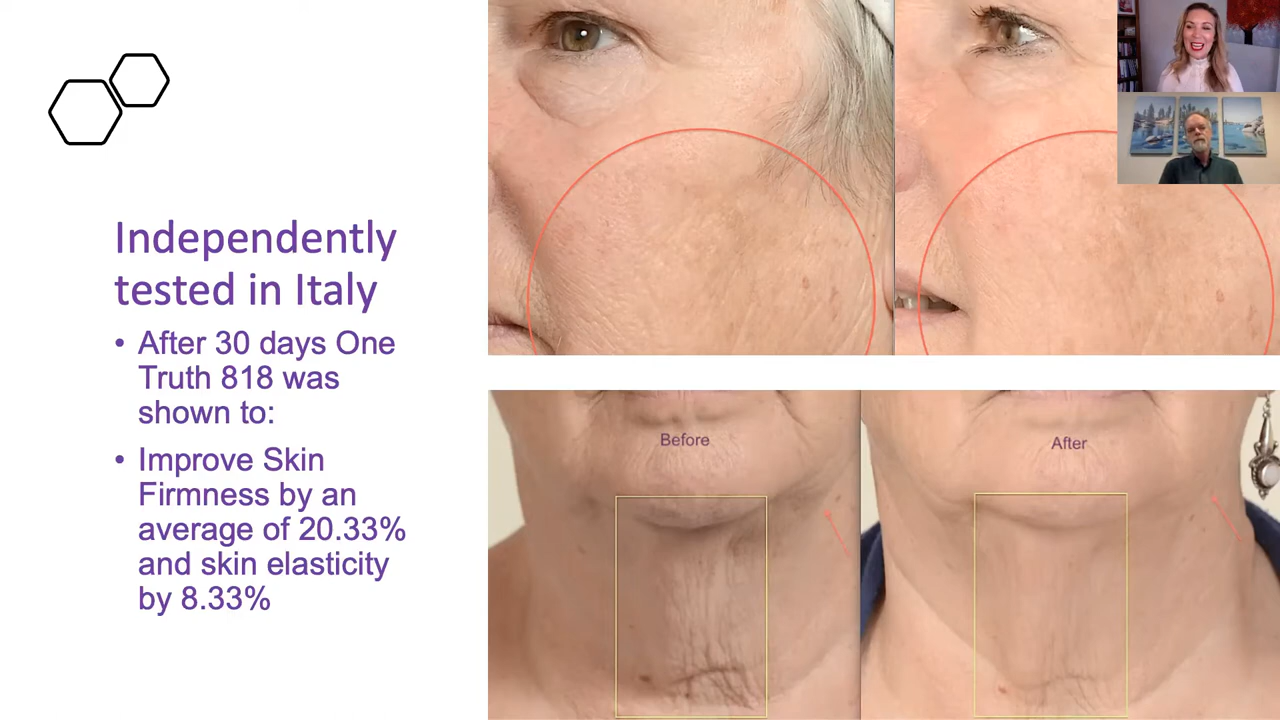 Independently
tested in Italy
• After 30 days One
Truth 818 was
shown to:
• Improve Skin
Firmness by an
average of 20.33%
and skin elasticity
by 8.33%
Before
After